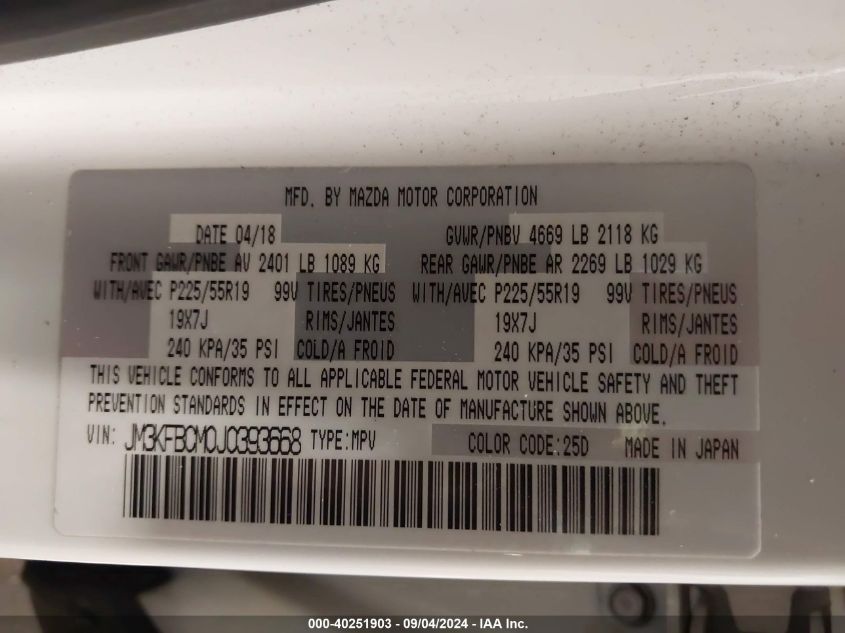 MFD. BY MAZDA MOTOR CORPORATION
DATE 04/18 GVWR/PNBV 4669 LB 2118 KG
FRONT GAWR/PNBE AV 2401 LB 1089 KG REAR GAWR/PNBE AR 2269 LB 1029 KG
WITH/AVEC P225/55R19 99V TIRES/PNEUS WITH/AVEC P225/55R19 99V TIRES/PNEUS
19X7J RIMS/JANTES 19X7J RIMS/JANTES
240 KPA/35 PSI COLD/A FROID 240 KPA/35 PSI COLD/A FROID
THIS VEHICLE CONFORMS TO ALL APPLICABLE FEDERAL MOTOR VEHICLE SAFETY AND THEFT
PREVENTION STANDARDS IN EFFECT ON THE DATE OF MANUFACTURE SHOWN ABOVE.
VIN: JM3KFBCM0J0393668 TYPE:MPV COLOR CODE:25D MADE IN JAPAN
000-40251903 - 09/04/2024 - IAA Inc.